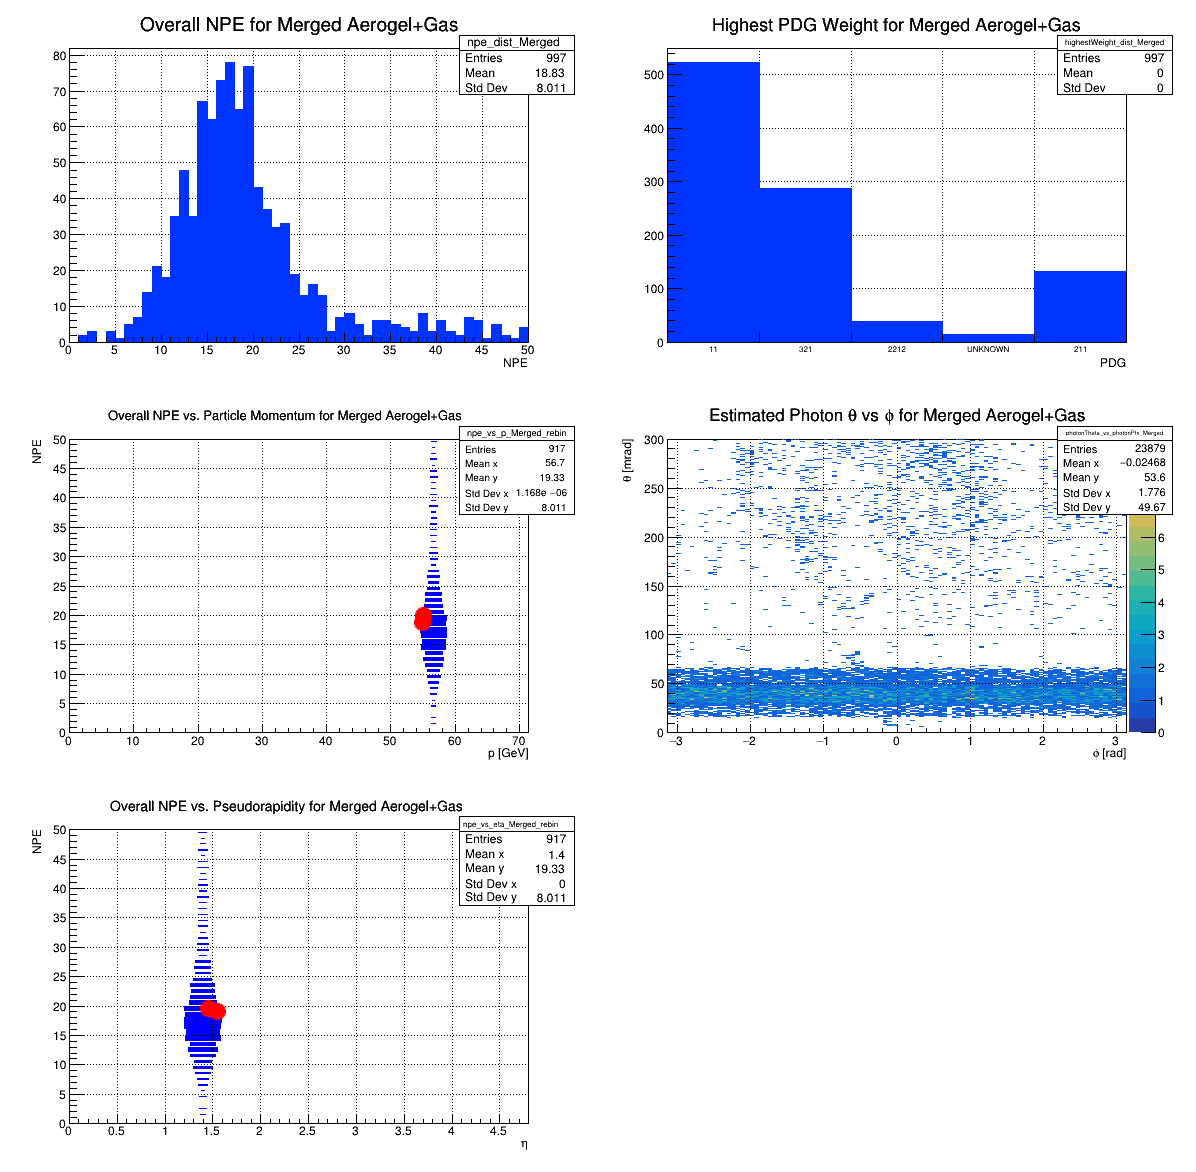 Overall NPE for Merged Aerogel+Gas
npe_dist_Merged
Entries 997
Mean 18.83
Std Dev 8.011
80
70
60
50
40
30
20
10
0
0 5 10 15 20 25 30 35 40 45 50
NPE
Highest PDG Weight for Merged Aerogel+Gas
highestWeight_dist_Merged
Entries 997
Mean 0
Std Dev 0
500
400
300
200
100
0
11 321 2212 UNKNOWN 211
PDG
Overall NPE vs. Particle Momentum for Merged Aerogel+Gas
npe_vs_p_Merged_rebin
Entries 917
Mean x 56.7
Mean y 19.33
Std Dev x 1.168e −06
Std Dev y 8.011
NPE
50
45
40
35
30
25
20
15
10
5
0
0 10 20 30 40 50 60 70
p [GeV]
Estimated Photon θ vs ϕ for Merged Aerogel+Gas
photonTheta_vs_photonPhi_Merged
Entries 23879
Mean x −0.02468
Mean y 53.6
Std Dev x 1.776
Std Dev y 49.67
θ [mrad]
300
250
200
150
100
50
0
−3 −2 −1 0 1 2 3
ϕ [rad]
6
5
4
3
2
1
0
Overall NPE vs. Pseudorapidity for Merged Aerogel+Gas
npe_vs_eta_Merged_rebin
Entries 917
Mean x 1.4
Mean y 19.33
Std Dev x 0
Std Dev y 8.011
NPE
50
45
40
35
30
25
20
15
10
5
0
0 0.5 1 1.5 2 2.5 3 3.5 4 4.5
η